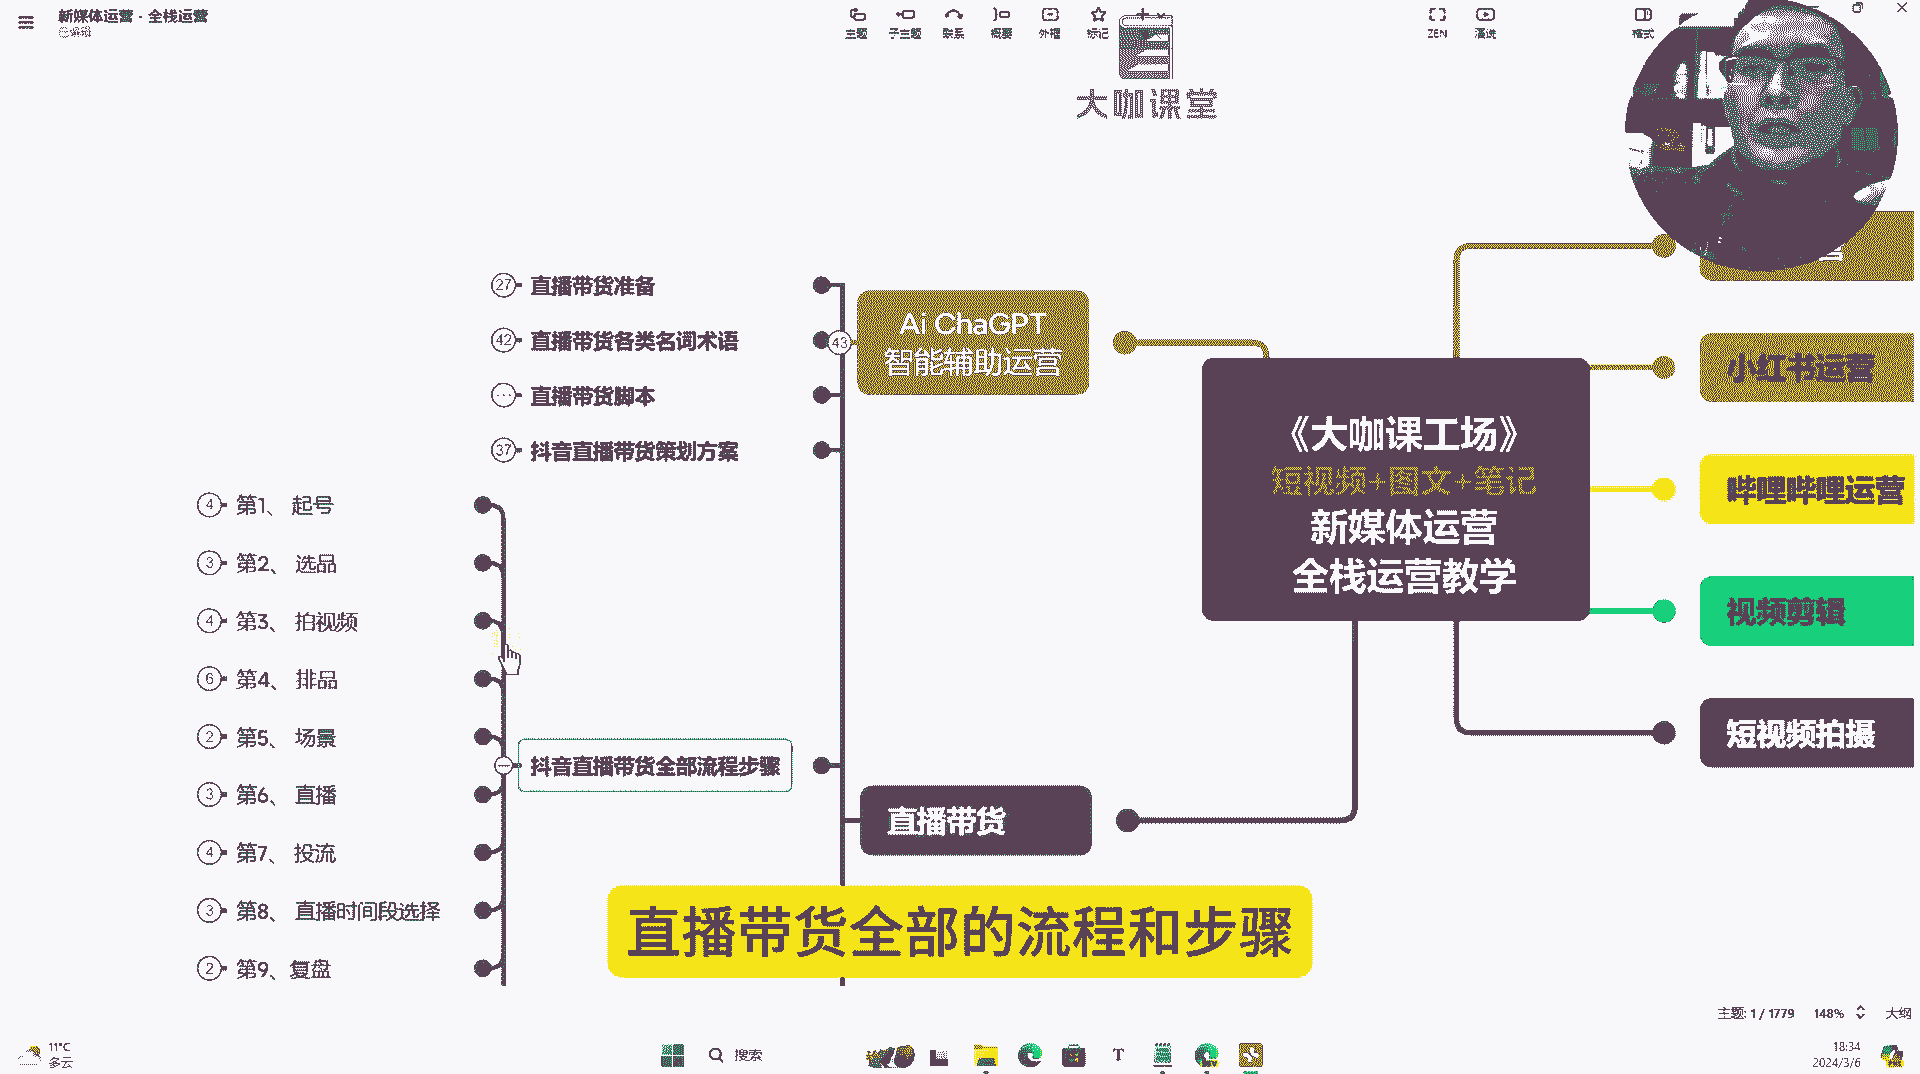 新媒体运营 - 全栈运营
已编辑
主题
子主题
联系
概要
外框
标记
ZEN
演说
格式
大咖课堂
27 直播带货准备
42 直播带货各类名词术语
直播带货脚本
37 抖音直播带货策划方案
4 第1、 起号
3 第2、 选品
4 第3、 拍视频
6 第4、 排品
2 第5、 场景
3 第6、 直播
4 第7、 投流
3 第8、 直播时间段选择
2 第9、复盘
抖音直播带货全部流程步骤
43
Ai ChaGPT
智能辅助运营
直播带货
《大咖课工场》
短视频+图文+笔记
新媒体运营
全栈运营教学
小红书运营
哔哩哔哩运营
视频剪辑
短视频拍摄
直播带货全部的流程和步骤
主题: 1 / 1779
148%
大纲
11°C
多云
搜索
18:34
2024/3/6